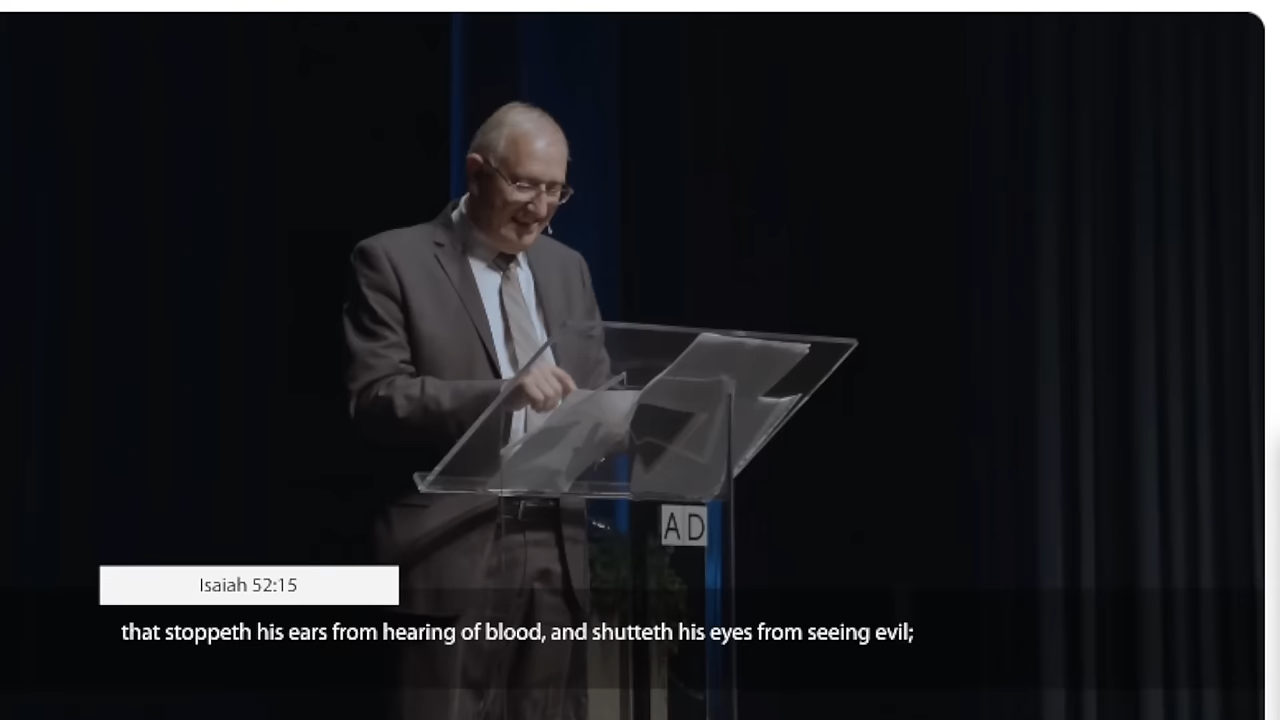 AD
Isaiah 52:15
that stoppeth his ears from hearing of blood, and shutteth his eyes from seeing evil;